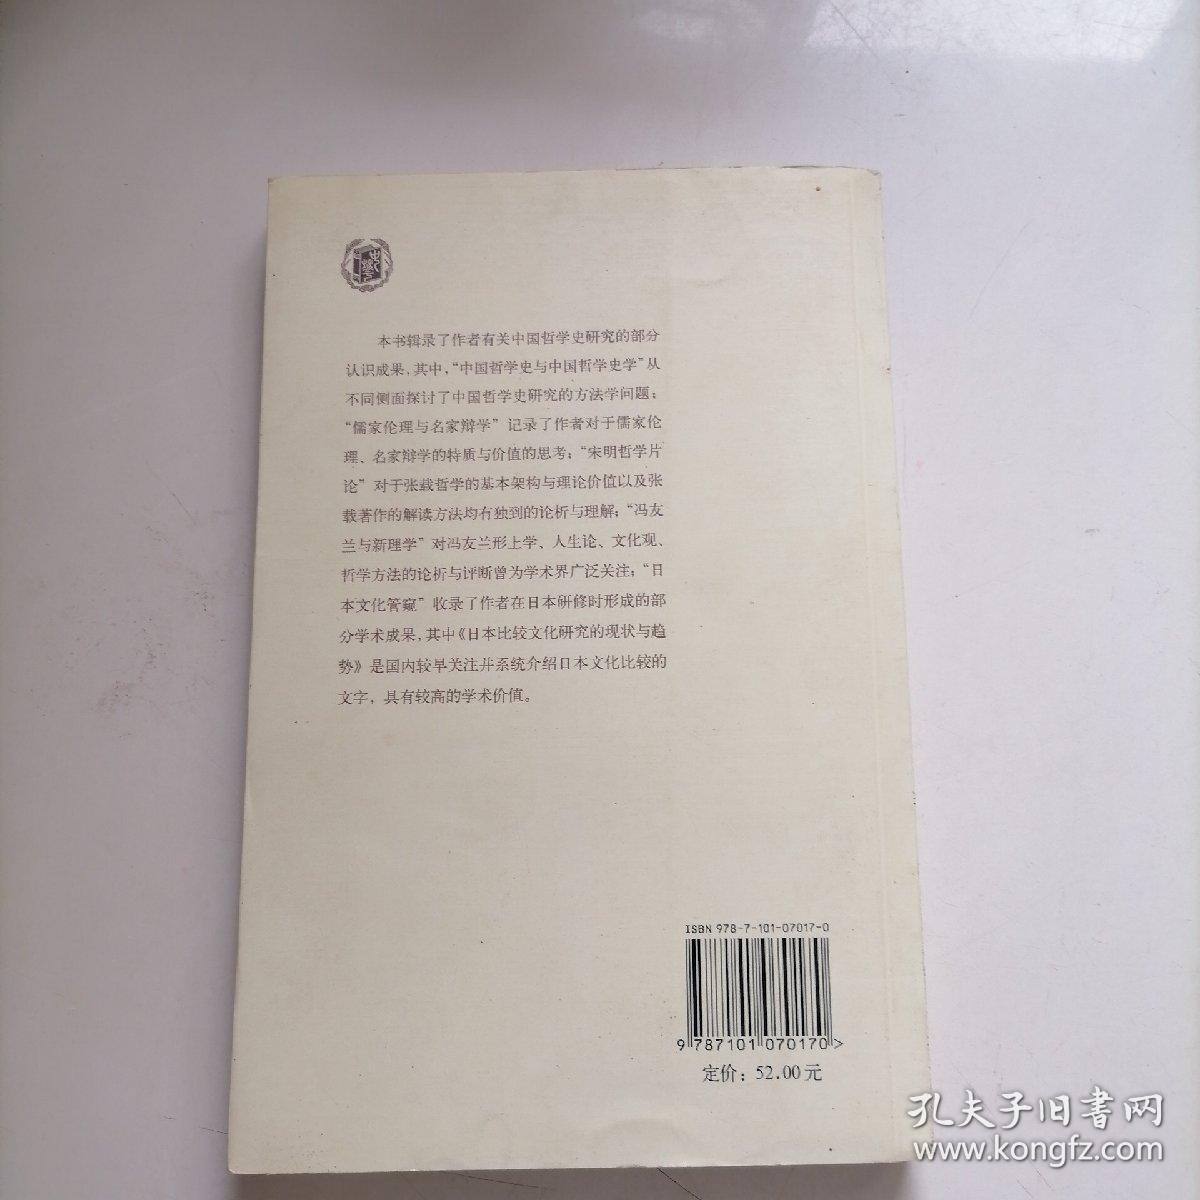 本书辑录了作者有关中国哲学史研究的部分
认识成果,其中,“中国哲学史与中国哲学史学”从
不同侧面探讨了中国哲学史研究的方法学问题;
“儒家伦理与名家辩学”记录了作者对于儒家伦
理、名家辩学的特质与价值的思考;“宋明哲学片
论”对于张载哲学的基本架构与理论价值以及张
载著作的解读方法均有独到的论析与理解;“冯友
兰与新理学”对冯友兰形上学、人生论、文化观、
哲学方法的论析与评断曾为学术界广泛关注;“日
本文化管窥”收录了作者在日本研修时形成的部
分学术成果,其中《日本比较文化研究的现状与趋
势》是国内较早关注并系统介绍日本文化比较的
文字，具有较高的学术价值。
ISBN 978-7-101-07017-0
9 787101 070170 >
定价：52.00元
孔夫子旧书网
www.kongfz.com